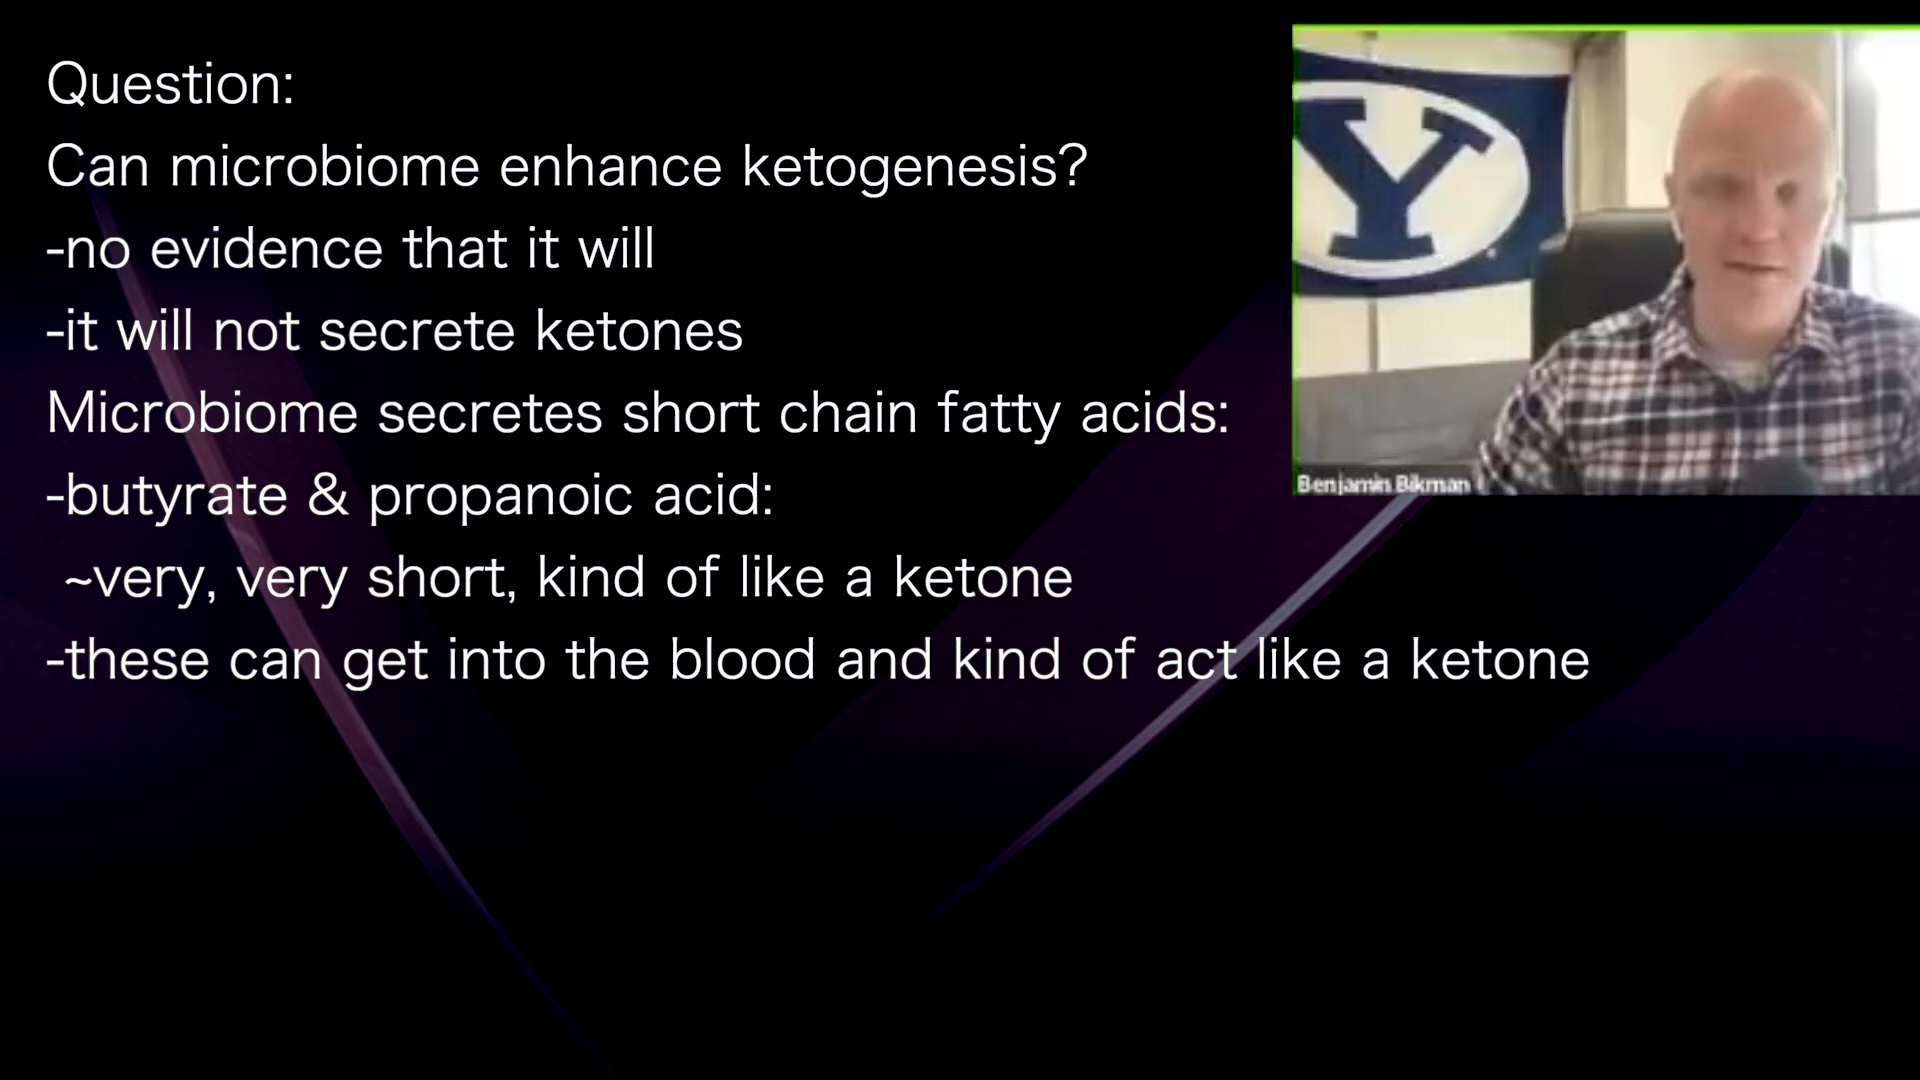 Question:
Can microbiome enhance ketogenesis?
-no evidence that it will
-it will not secrete ketones
Microbiome secretes short chain fatty acids:
-butyrate & propanoic acid:
~very, very short, kind of like a ketone
-these can get into the blood and kind of act like a ketone
Y
Benjamin Bikman